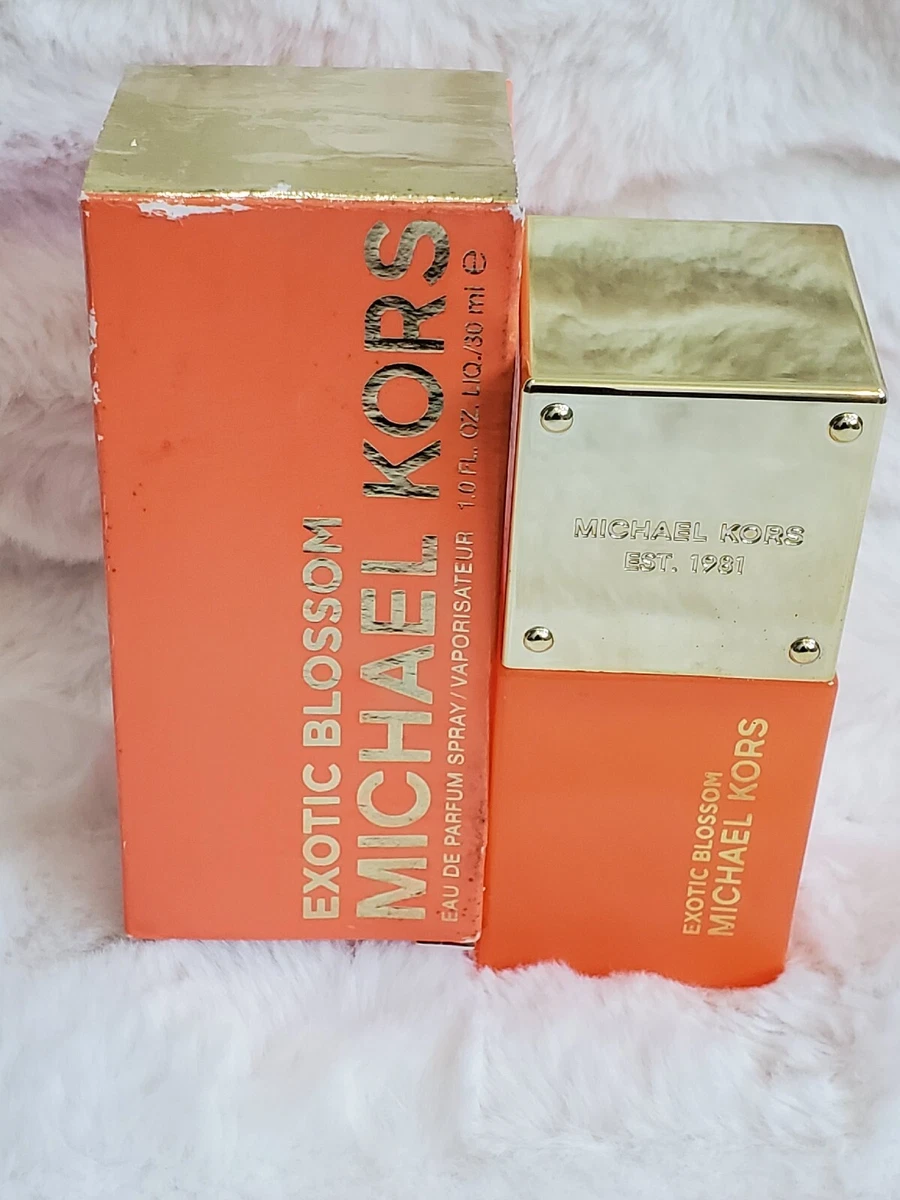 EXOTIC BLOSSOM
MICHAEL KORS
EAU DE PARFUM SPRAY / VAPORISATEUR 1.0 FL. OZ. LIQ./30 ml e
MICHAEL KORS
EST. 1981
EXOTIC BLOSSOM
MICHAEL KORS